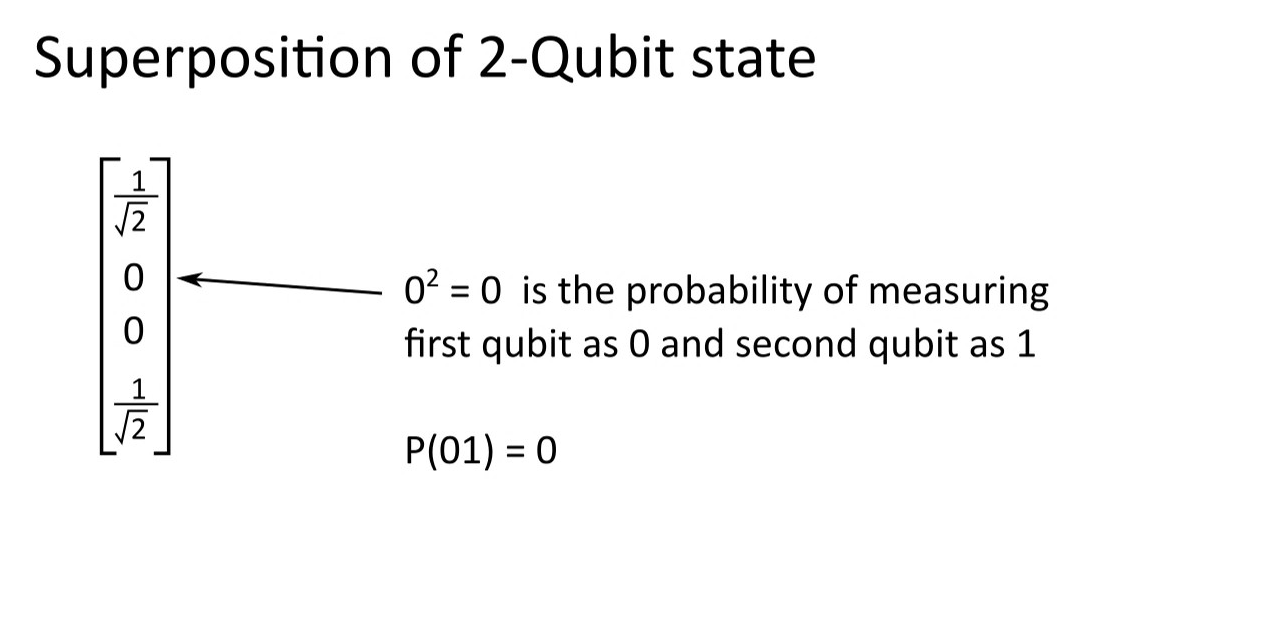 Superposition of 2-Qubit state
1
√2
0
0
1
√2
0² = 0 is the probability of measuring
first qubit as 0 and second qubit as 1
P(01) = 0